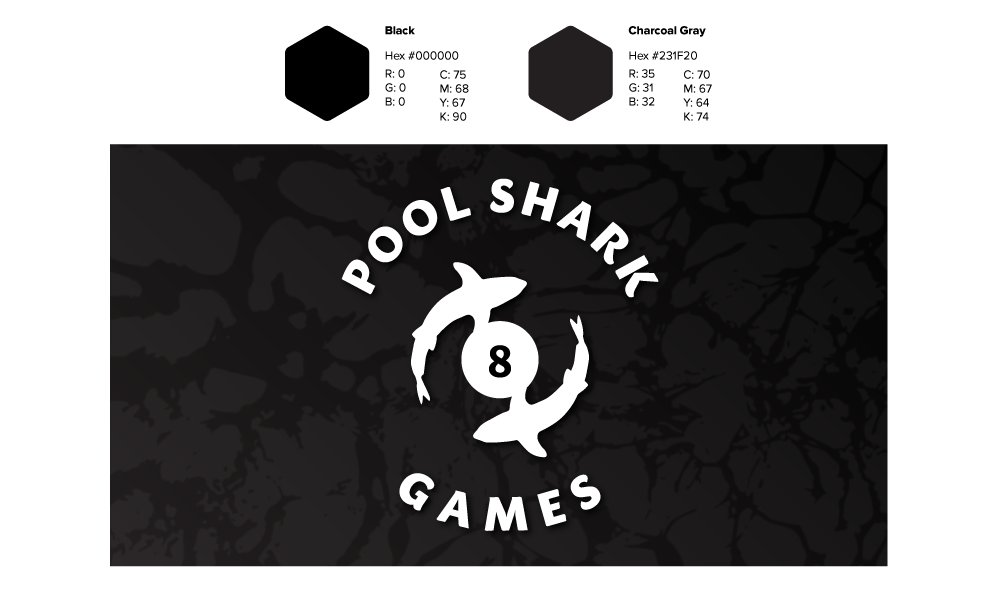 Black
Hex #000000
R: 0 C: 75
G: 0 M: 68
B: 0 Y: 67
K: 90
Charcoal Gray
Hex #231F20
R: 35 C: 70
G: 31 M: 67
B: 32 Y: 64
K: 74
POOL SHARK
8
GAMES